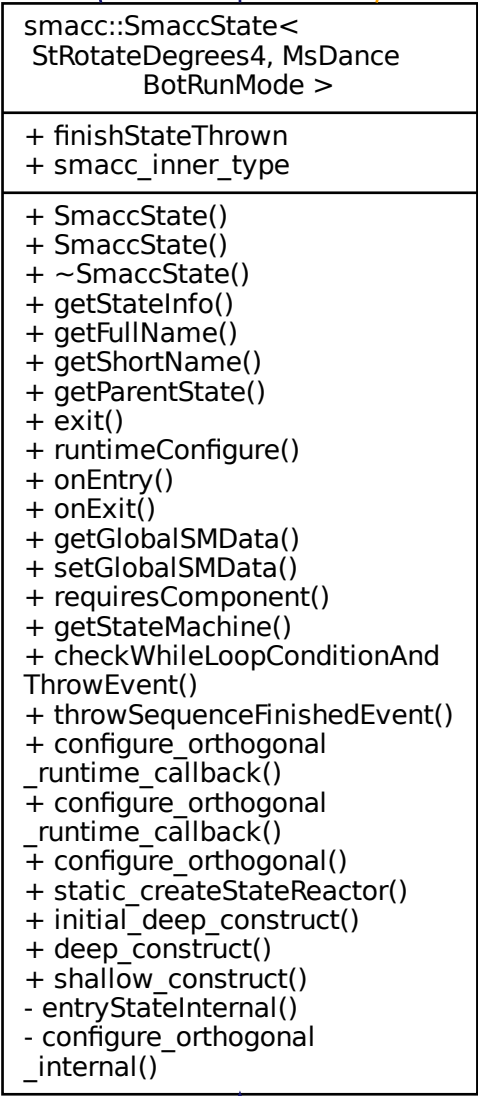 smacc::SmaccState<
StRotateDegrees4, MsDance
BotRunMode >
+ finishStateThrown
+ smacc_inner_type
+ SmaccState()
+ SmaccState()
+ ~SmaccState()
+ getStateInfo()
+ getFullName()
+ getShortName()
+ getParentState()
+ exit()
+ runtimeConfigure()
+ onEntry()
+ onExit()
+ getGlobalSMData()
+ setGlobalSMData()
+ requiresComponent()
+ getStateMachine()
+ checkWhileLoopConditionAnd
ThrowEvent()
+ throwSequenceFinishedEvent()
+ configure_orthogonal
_runtime_callback()
+ configure_orthogonal
_runtime_callback()
+ configure_orthogonal()
+ static_createStateReactor()
+ initial_deep_construct()
+ deep_construct()
+ shallow_construct()
- entryStateInternal()
- configure_orthogonal
_internal()